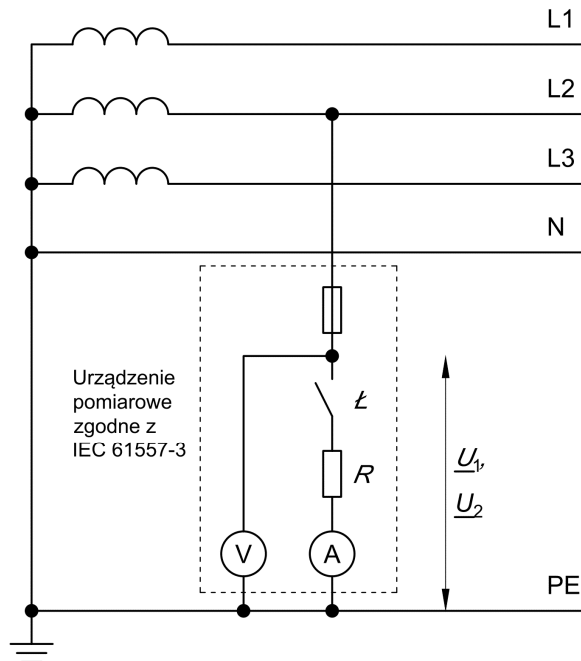 L1
L2
L3
N
Urządzenie
pomiarowe
zgodne z
IEC 61557-3
Ł
R
U1,
U2
V
A
PE